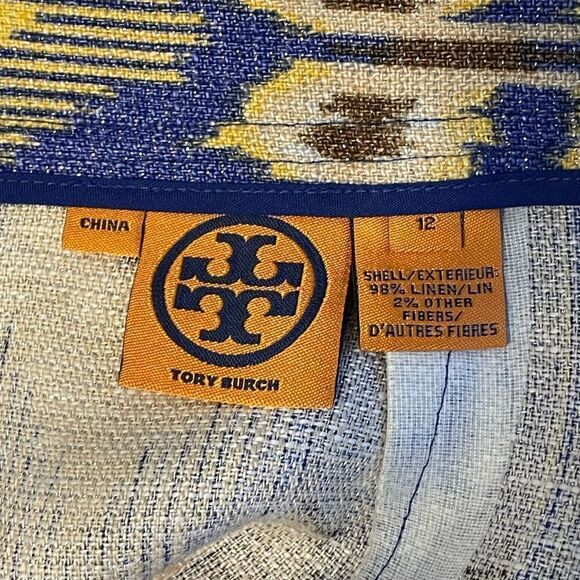 CHINA
TORY BURCH
12
SHELL/EXTERIEUR:
98% LINEN/LIN
2% OTHER
FIBERS/
D'AUTRES FIBRES